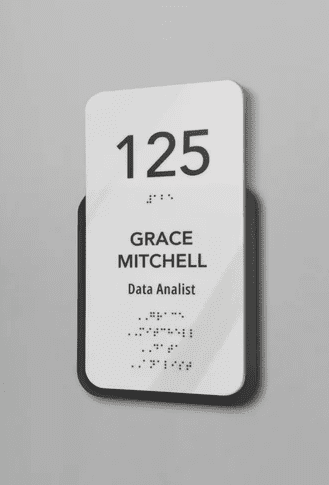 125
⠼⠁⠃⠑
GRACE
MITCHELL
Data Analist